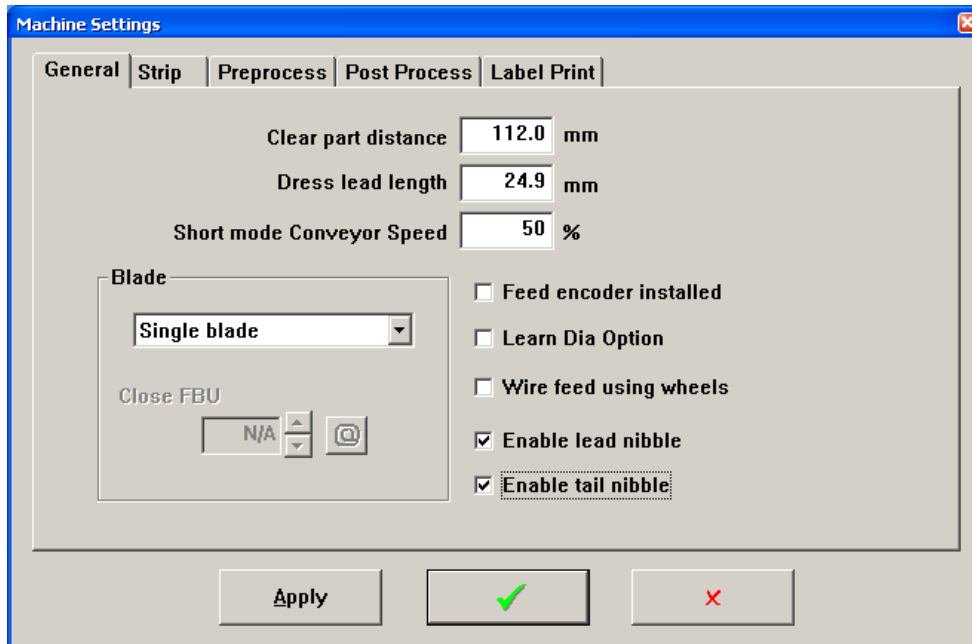 Machine Settings
General Strip Preprocess Post Process Label Print
Clear part distance 112.0 mm
Dress lead length 24.9 mm
Short mode Conveyor Speed 50 %
Blade
Single blade
Close FBU
N/A @
Feed encoder installed
Learn Dia Option
Wire feed using wheels
Enable lead nibble
Enable tail nibble
Apply